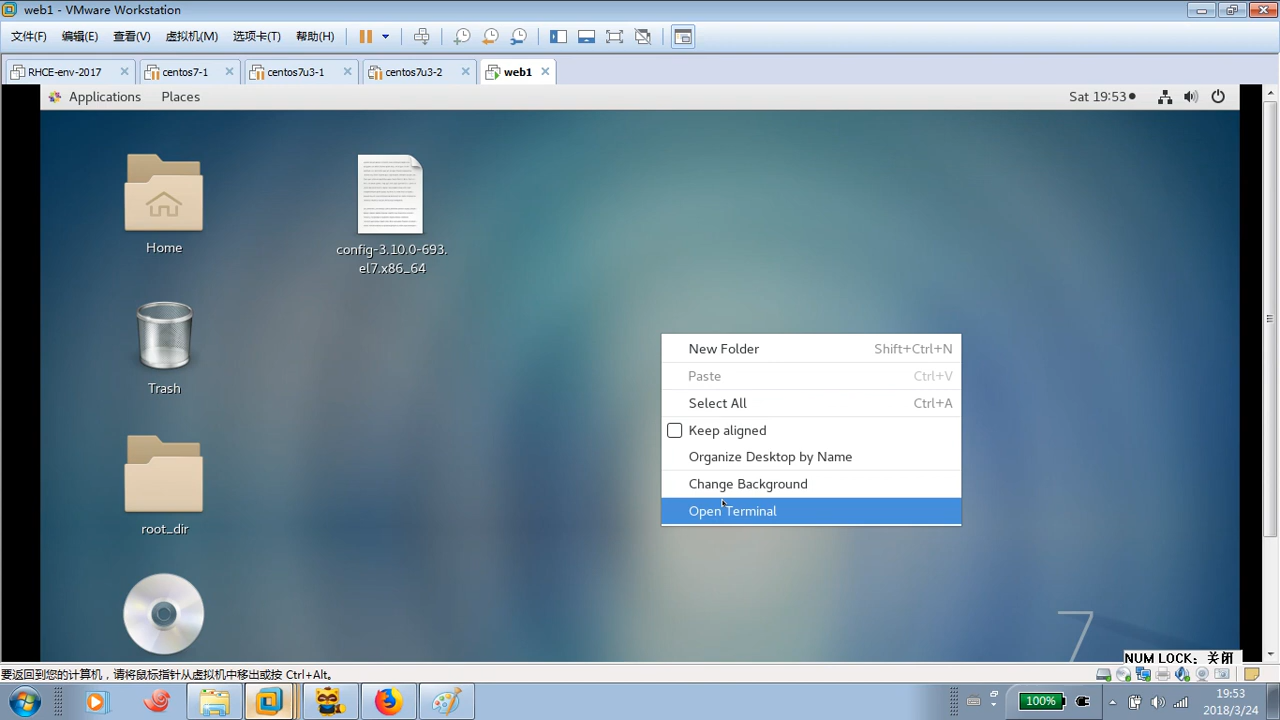 web1 - VMware Workstation
文件(F) 编辑(E) 查看(V) 虚拟机(M) 选项卡(T) 帮助(H)
RHCE-env-2017 centos7-1 centos7u3-1 centos7u3-2 web1
Applications Places Sat 19:53
Home
config-3.10.0-693.
el7.x86_64
Trash
root_dir
New Folder Shift+Ctrl+N
Paste Ctrl+V
Select All Ctrl+A
Keep aligned
Organize Desktop by Name
Change Background
Open Terminal
7
NUM LOCK: 关闭
要返回到您的计算机，请将鼠标指针从虚拟机中移出或按 Ctrl+Alt。
100%
19:53
2018/3/24